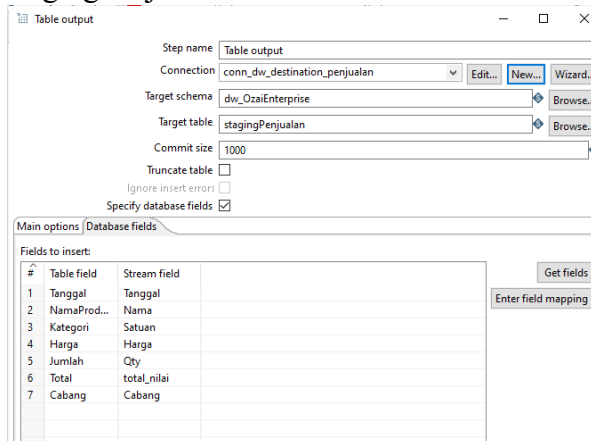 Table output
Step name Table output
Connection conn_dw_destination_penjualan Edit... New... Wizard..
Target schema dw_OzaiEnterprise Browse..
Target table stagingPenjualan Browse..
Commit size 1000
Truncate table
Ignore insert errors
Specify database fields
Main options Database fields
Fields to insert:
# Table field Stream field Get fields
1 Tanggal Tanggal Enter field mapping
2 NamaProd... Nama
3 Kategori Satuan
4 Harga Harga
5 Jumlah Qty
6 Total total_nilai
7 Cabang Cabang